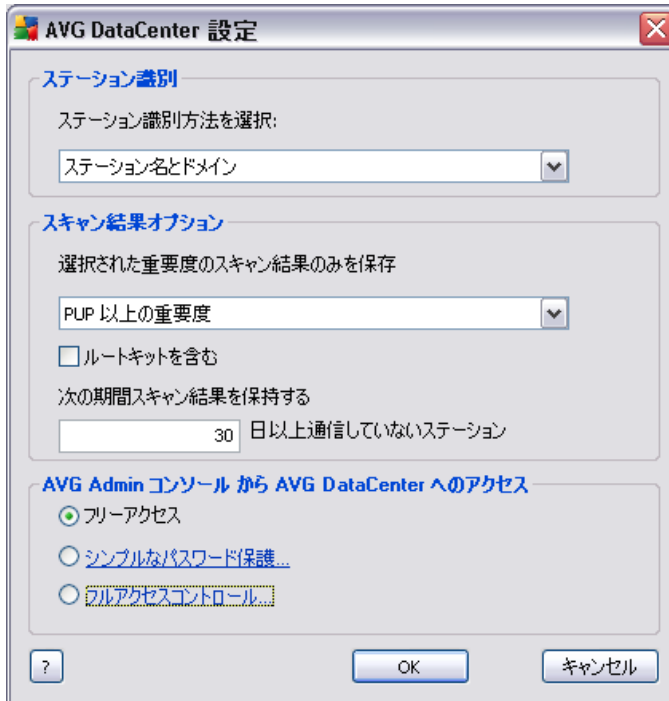 AVG DataCenter 設定
ステーション識別
ステーション識別方法を選択:
ステーション名とドメイン
スキャン結果オプション
選択された重要度のスキャン結果のみを保存
PUP 以上の重要度
ルートキットを含む
次の期間スキャン結果を保持する
30 日以上通信していないステーション
AVG Admin コンソール から AVG DataCenter へのアクセス
フリーアクセス
シンプルなパスワード保護...
フルアクセスコントロール...
? OK キャンセル